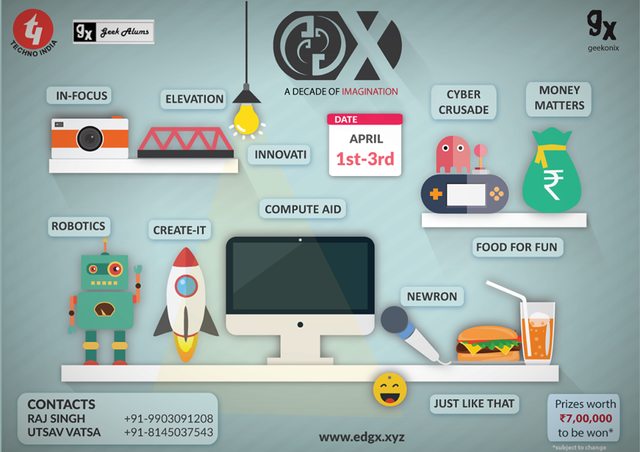 TECHNO INDIA
gx Geek Alums
A DECADE OF IMAGINATION
gx
geekonix
IN-FOCUS
ELEVATION
INNOVATI
DATE
APRIL
1st-3rd
CYBER
CRUSADE
MONEY
MATTERS
₹
ROBOTICS
CREATE-IT
COMPUTE AID
FOOD FOR FUN
NEWRON
JUST LIKE THAT
CONTACTS
RAJ SINGH +91-9903091208
UTSAV VATSA +91-8145037543
www.edgx.xyz
Prizes worth
₹7,00,000
to be won*
*subject to change